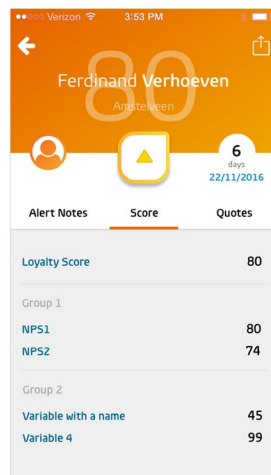 Verizon 3:53 PM
80
Ferdinand Verhoeven
Amstelveen
6
days
22/11/2016
Alert Notes Score Quotes
Loyalty Score 80
Group 1
NPS1 80
NPS2 74
Group 2
Variable with a name 45
Variable 4 99